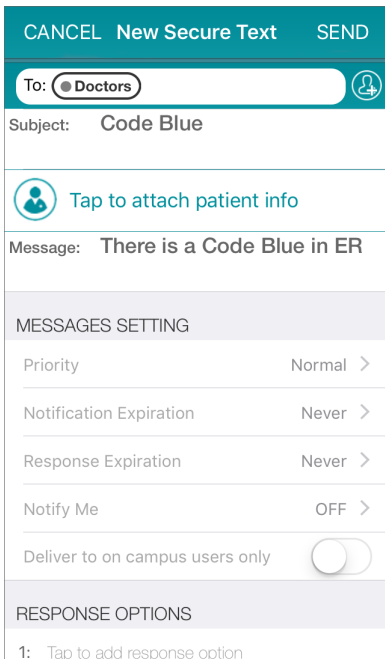 CANCEL New Secure Text SEND
To: Doctors
Subject: Code Blue
Tap to attach patient info
Message: There is a Code Blue in ER
MESSAGES SETTING
Priority Normal
Notification Expiration Never
Response Expiration Never
Notify Me OFF
Deliver to on campus users only
RESPONSE OPTIONS
1: Tap to add response option